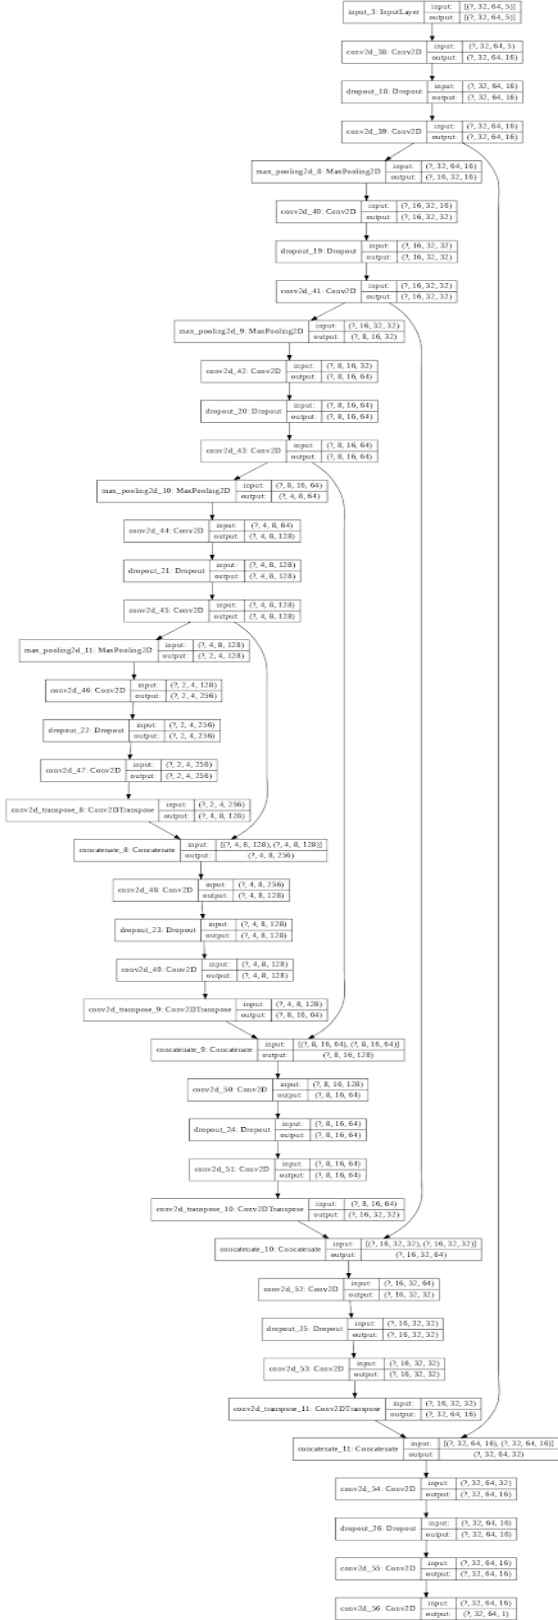 input_3: InputLayer
input: [(?, 32, 64, 5)]
output: [(?, 32, 64, 5)]
conv2d_38: Conv2D
input: (?, 32, 64, 5)
output: (?, 32, 64, 16)
dropout_18: Dropout
input: (?, 32, 64, 16)
output: (?, 32, 64, 16)
conv2d_39: Conv2D
input: (?, 32, 64, 16)
output: (?, 32, 64, 16)
max_pooling2d_8: MaxPooling2D
input: (?, 32, 64, 16)
output: (?, 16, 32, 16)
conv2d_40: Conv2D
input: (?, 16, 32, 16)
output: (?, 16, 32, 32)
dropout_19: Dropout
input: (?, 16, 32, 32)
output: (?, 16, 32, 32)
conv2d_41: Conv2D
input: (?, 16, 32, 32)
output: (?, 16, 32, 32)
max_pooling2d_9: MaxPooling2D
input: (?, 16, 32, 32)
output: (?, 8, 16, 32)
conv2d_42: Conv2D
input: (?, 8, 16, 32)
output: (?, 8, 16, 64)
dropout_20: Dropout
input: (?, 8, 16, 64)
output: (?, 8, 16, 64)
conv2d_43: Conv2D
input: (?, 8, 16, 64)
output: (?, 8, 16, 64)
max_pooling2d_10: MaxPooling2D
input: (?, 8, 16, 64)
output: (?, 4, 8, 64)
conv2d_44: Conv2D
input: (?, 4, 8, 64)
output: (?, 4, 8, 128)
dropout_21: Dropout
input: (?, 4, 8, 128)
output: (?, 4, 8, 128)
conv2d_45: Conv2D
input: (?, 4, 8, 128)
output: (?, 4, 8, 128)
max_pooling2d_11: MaxPooling2D
input: (?, 4, 8, 128)
output: (?, 2, 4, 128)
conv2d_46: Conv2D
input: (?, 2, 4, 128)
output: (?, 2, 4, 256)
dropout_22: Dropout
input: (?, 2, 4, 256)
output: (?, 2, 4, 256)
conv2d_47: Conv2D
input: (?, 2, 4, 256)
output: (?, 2, 4, 256)
conv2d_transpose_8: Conv2DTranspose
input: (?, 2, 4, 256)
output: (?, 4, 8, 128)
concatenate_8: Concatenate
input: [(?, 4, 8, 128), (?, 4, 8, 128)]
output: (?, 4, 8, 256)
conv2d_48: Conv2D
input: (?, 4, 8, 256)
output: (?, 4, 8, 128)
dropout_23: Dropout
input: (?, 4, 8, 128)
output: (?, 4, 8, 128)
conv2d_49: Conv2D
input: (?, 4, 8, 128)
output: (?, 4, 8, 128)
conv2d_transpose_9: Conv2DTranspose
input: (?, 4, 8, 128)
output: (?, 8, 16, 64)
concatenate_9: Concatenate
input: [(?, 8, 16, 64), (?, 8, 16, 64)]
output: (?, 8, 16, 128)
conv2d_50: Conv2D
input: (?, 8, 16, 128)
output: (?, 8, 16, 64)
dropout_24: Dropout
input: (?, 8, 16, 64)
output: (?, 8, 16, 64)
conv2d_51: Conv2D
input: (?, 8, 16, 64)
output: (?, 8, 16, 64)
conv2d_transpose_10: Conv2DTranspose
input: (?, 8, 16, 64)
output: (?, 16, 32, 32)
concatenate_10: Concatenate
input: [(?, 16, 32, 32), (?, 16, 32, 32)]
output: (?, 16, 32, 64)
conv2d_52: Conv2D
input: (?, 16, 32, 64)
output: (?, 16, 32, 32)
dropout_25: Dropout
input: (?, 16, 32, 32)
output: (?, 16, 32, 32)
conv2d_53: Conv2D
input: (?, 16, 32, 32)
output: (?, 16, 32, 32)
conv2d_transpose_11: Conv2DTranspose
input: (?, 16, 32, 32)
output: (?, 32, 64, 16)
concatenate_11: Concatenate
input: [(?, 32, 64, 16), (?, 32, 64, 16)]
output: (?, 32, 64, 32)
conv2d_54: Conv2D
input: (?, 32, 64, 32)
output: (?, 32, 64, 16)
dropout_26: Dropout
input: (?, 32, 64, 16)
output: (?, 32, 64, 16)
conv2d_55: Conv2D
input: (?, 32, 64, 16)
output: (?, 32, 64, 16)
conv2d_56: Conv2D
input: (?, 32, 64, 16)
output: (?, 32, 64, 1)